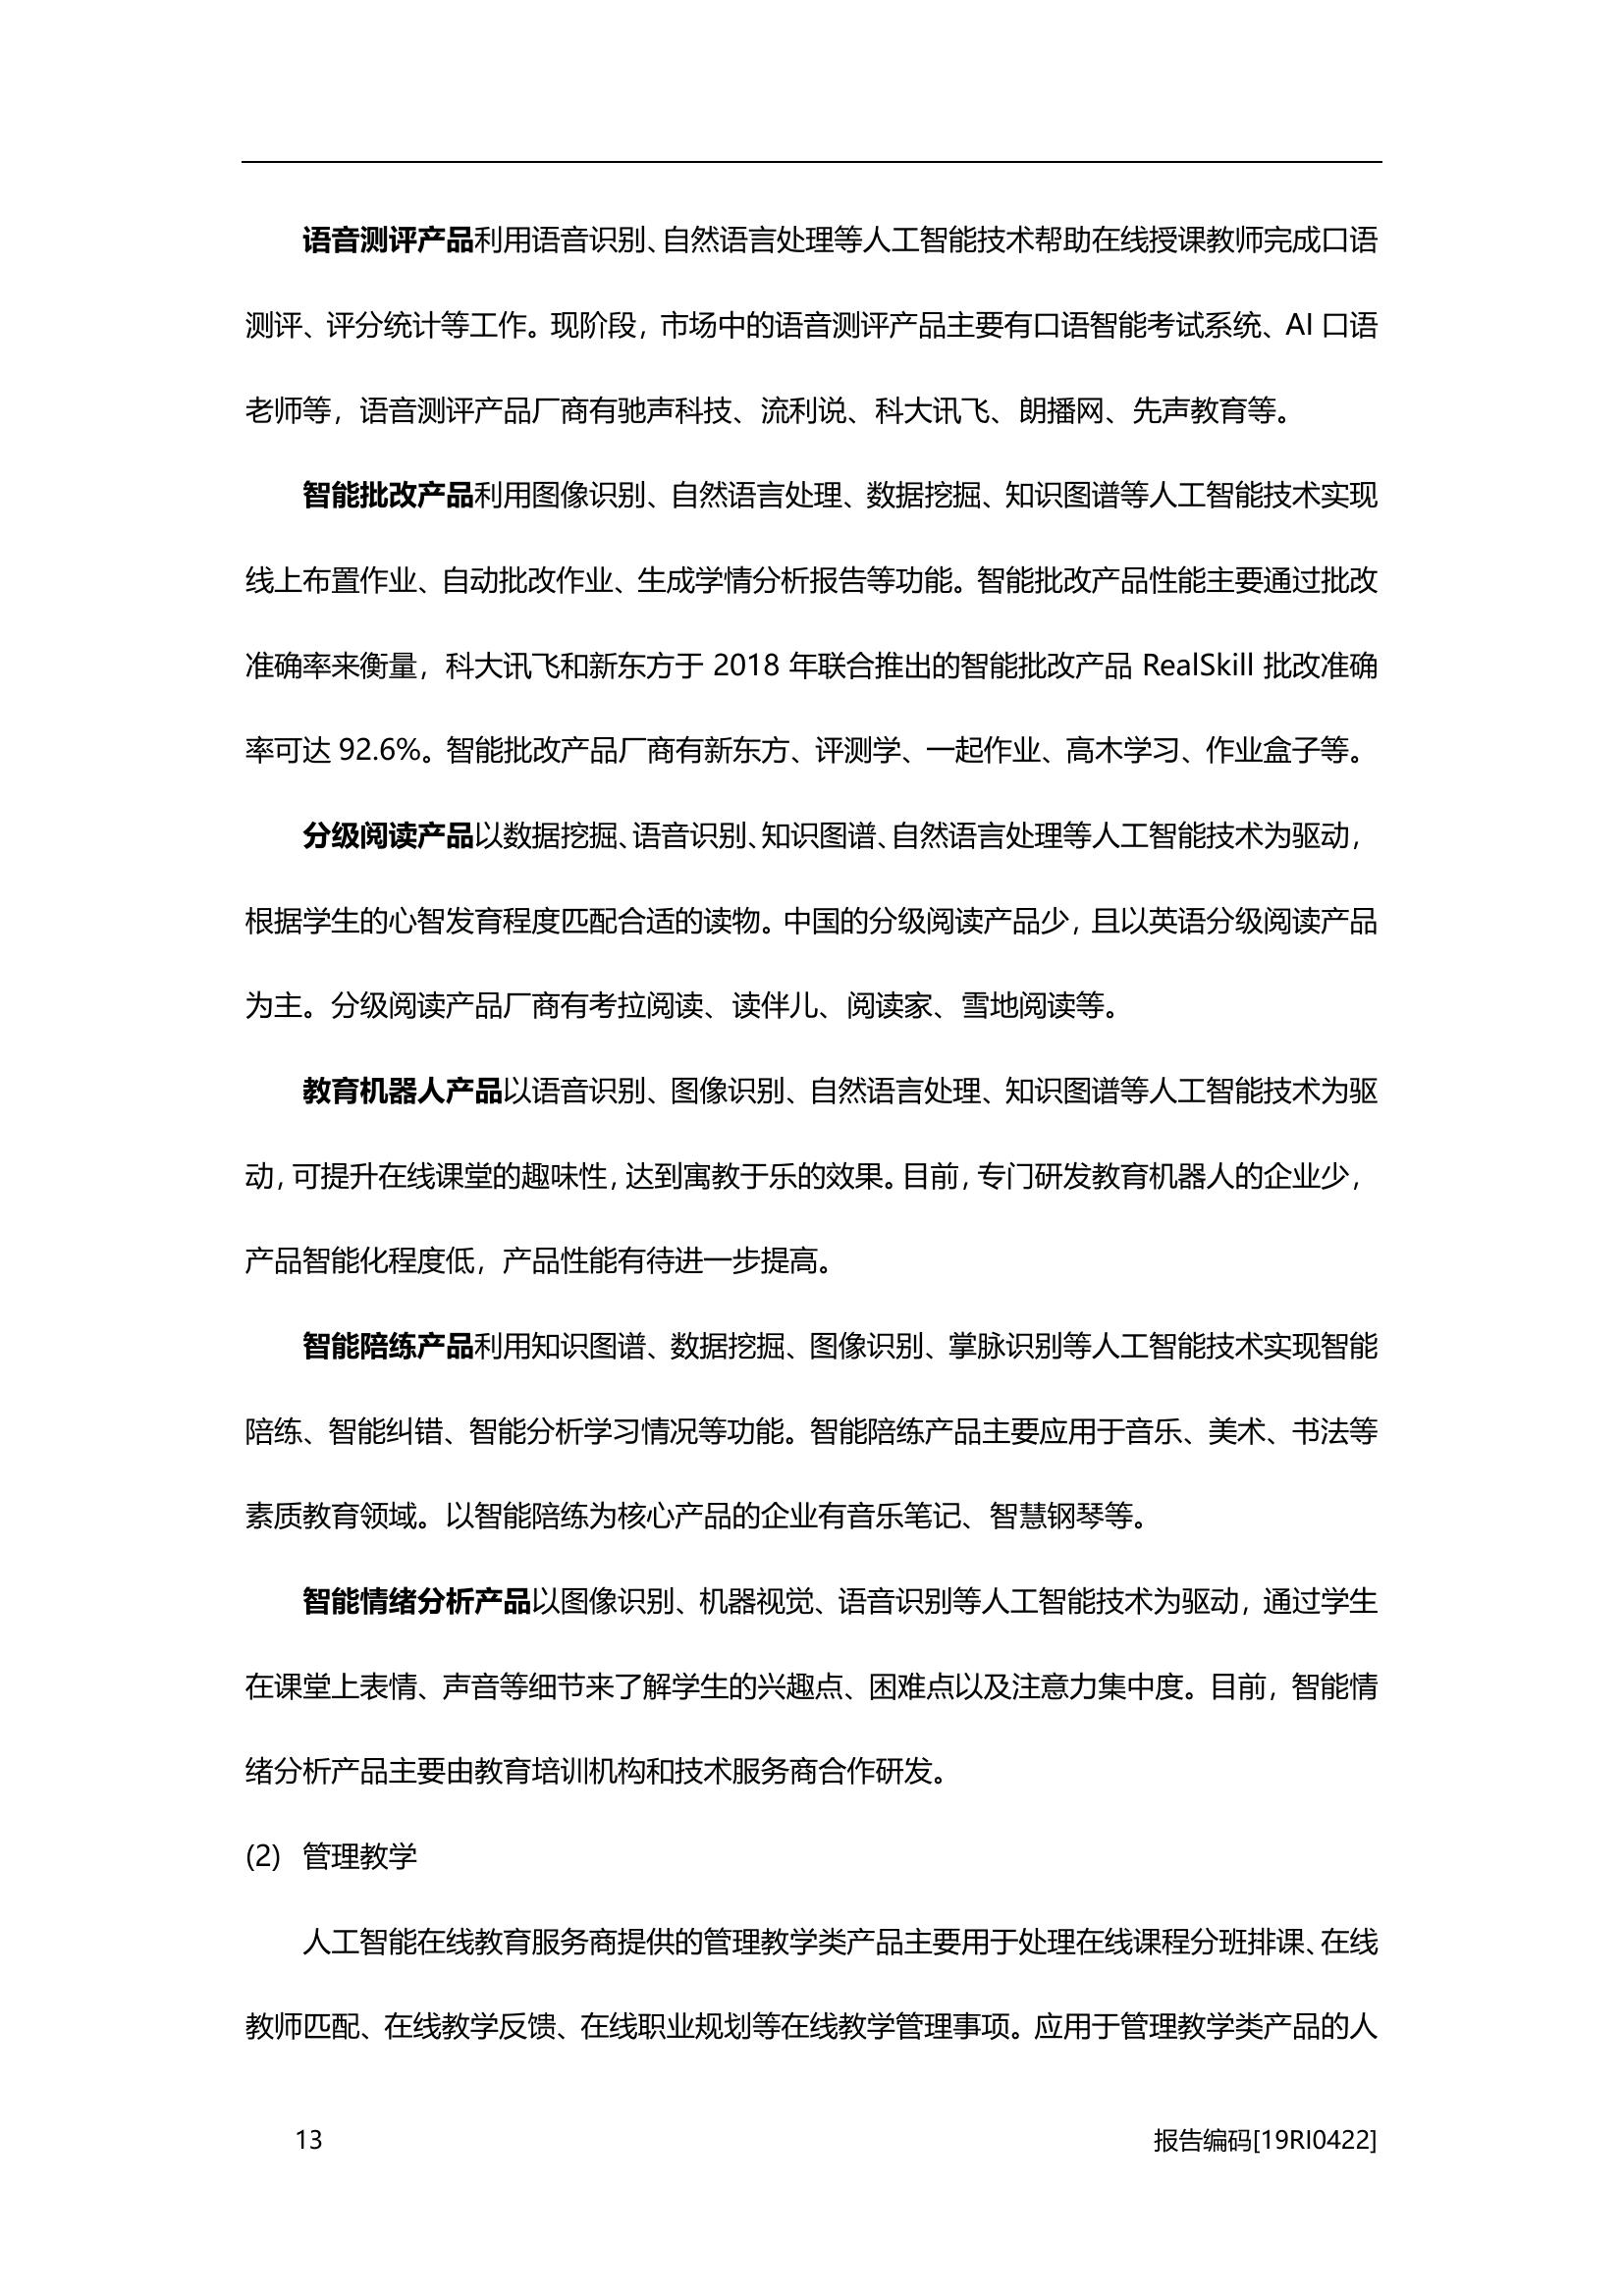 语音测评产品利用语音识别、自然语言处理等人工智能技术帮助在线授课教师完成口语
测评、评分统计等工作。现阶段，市场中的语音测评产品主要有口语智能考试系统、AI 口语
老师等，语音测评产品厂商有驰声科技、流利说、科大讯飞、朗播网、先声教育等。
智能批改产品利用图像识别、自然语言处理、数据挖掘、知识图谱等人工智能技术实现
线上布置作业、自动批改作业、生成学情分析报告等功能。智能批改产品性能主要通过批改
准确率来衡量，科大讯飞和新东方于 2018 年联合推出的智能批改产品 RealSkill 批改准确
率可达 92.6%。智能批改产品厂商有新东方、评测学、一起作业、高木学习、作业盒子等。
分级阅读产品以数据挖掘、语音识别、知识图谱、自然语言处理等人工智能技术为驱动，
根据学生的心智发育程度匹配合适的读物。中国的分级阅读产品少，且以英语分级阅读产品
为主。分级阅读产品厂商有考拉阅读、读伴儿、阅读家、雪地阅读等。
教育机器人产品以语音识别、图像识别、自然语言处理、知识图谱等人工智能技术为驱
动，可提升在线课堂的趣味性，达到寓教于乐的效果。目前，专门研发教育机器人的企业少，
产品智能化程度低，产品性能有待进一步提高。
智能陪练产品利用知识图谱、数据挖掘、图像识别、掌脉识别等人工智能技术实现智能
陪练、智能纠错、智能分析学习情况等功能。智能陪练产品主要应用于音乐、美术、书法等
素质教育领域。以智能陪练为核心产品的企业有音乐笔记、智慧钢琴等。
智能情绪分析产品以图像识别、机器视觉、语音识别等人工智能技术为驱动，通过学生
在课堂上表情、声音等细节来了解学生的兴趣点、困难点以及注意力集中度。目前，智能情
绪分析产品主要由教育培训机构和技术服务商合作研发。
(2) 管理教学
人工智能在线教育服务商提供的管理教学类产品主要用于处理在线课程分班排课、在线
教师匹配、在线教学反馈、在线职业规划等在线教学管理事项。应用于管理教学类产品的人
13 报告编码[19RI0422]